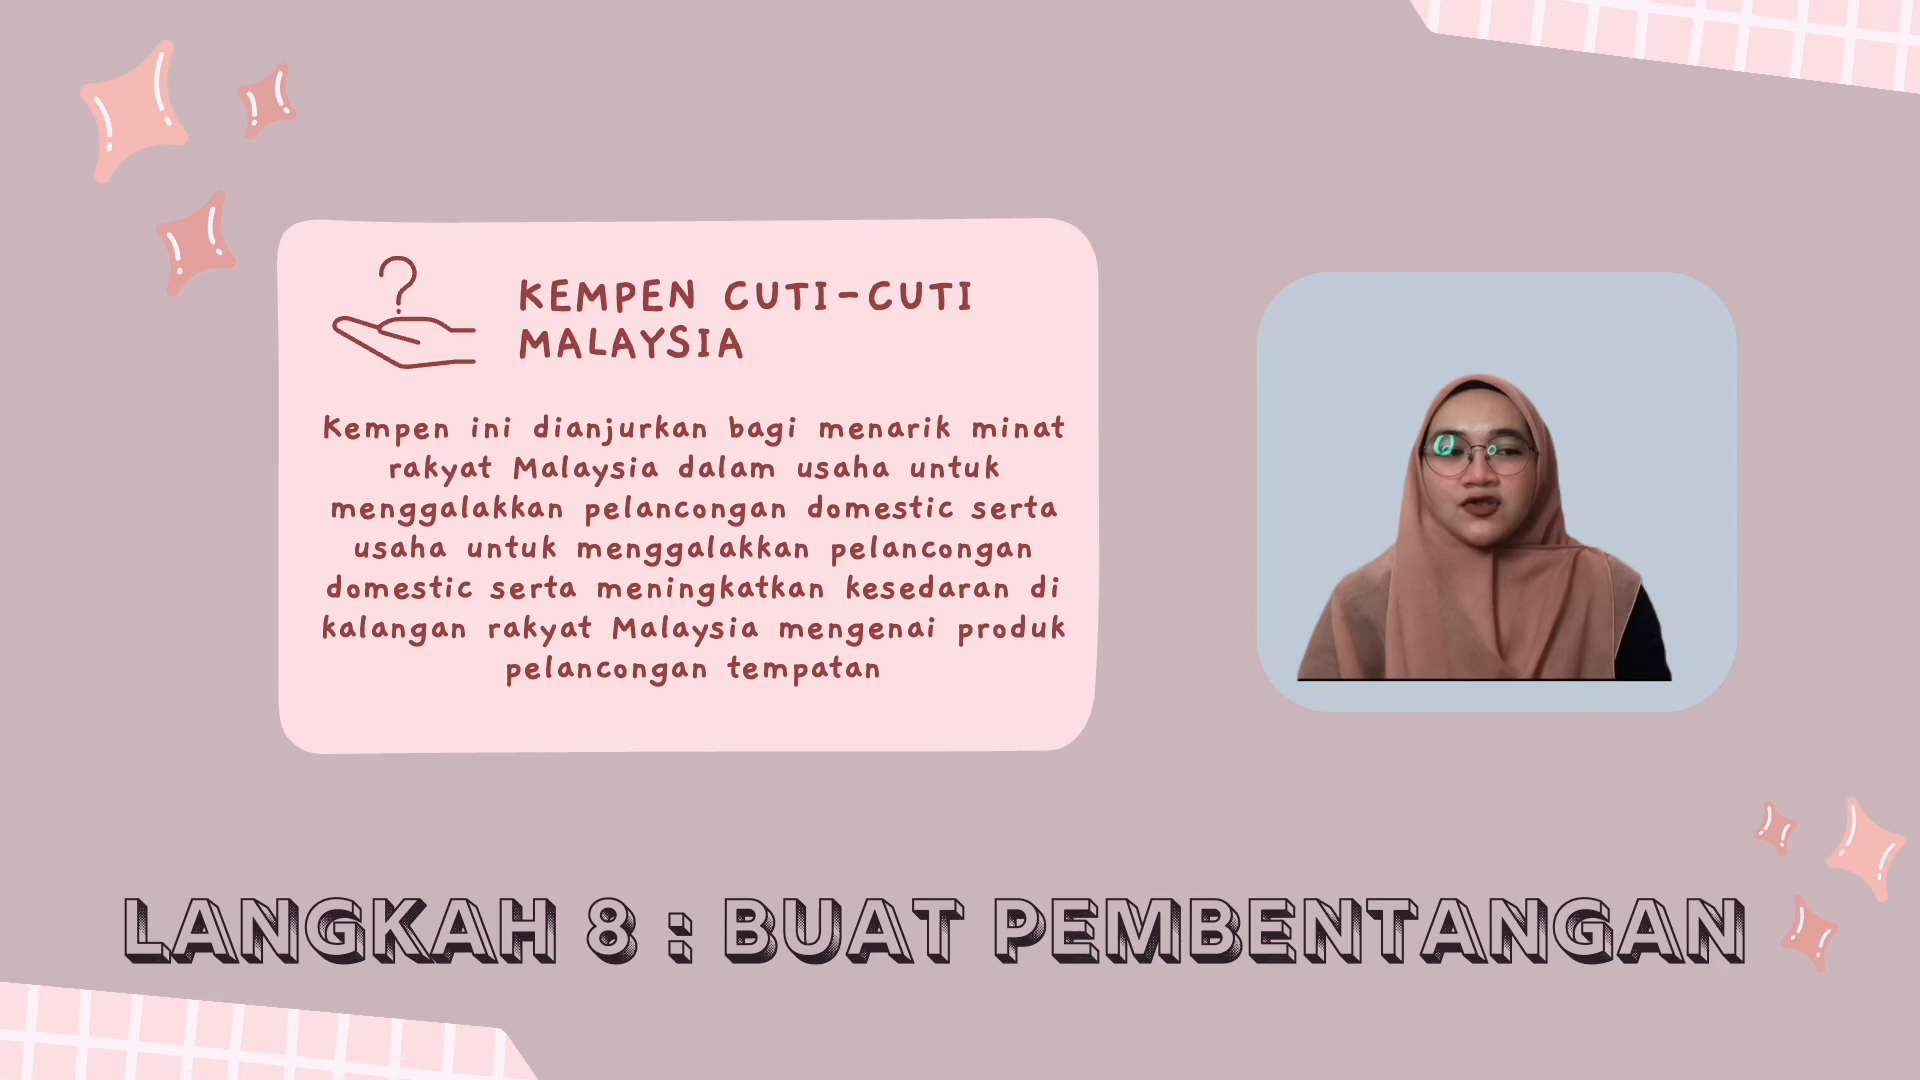 KEMPEN CUTI-CUTI
MALAYSIA
Kempen ini dianjurkan bagi menarik minat
rakyat Malaysia dalam usaha untuk
menggalakkan pelancongan domestic serta
usaha untuk menggalakkan pelancongan
domestic serta meningkatkan kesedaran di
kalangan rakyat Malaysia mengenai produk
pelancongan tempatan
LANGKAH 8 : BUAT PEMBENTANGAN